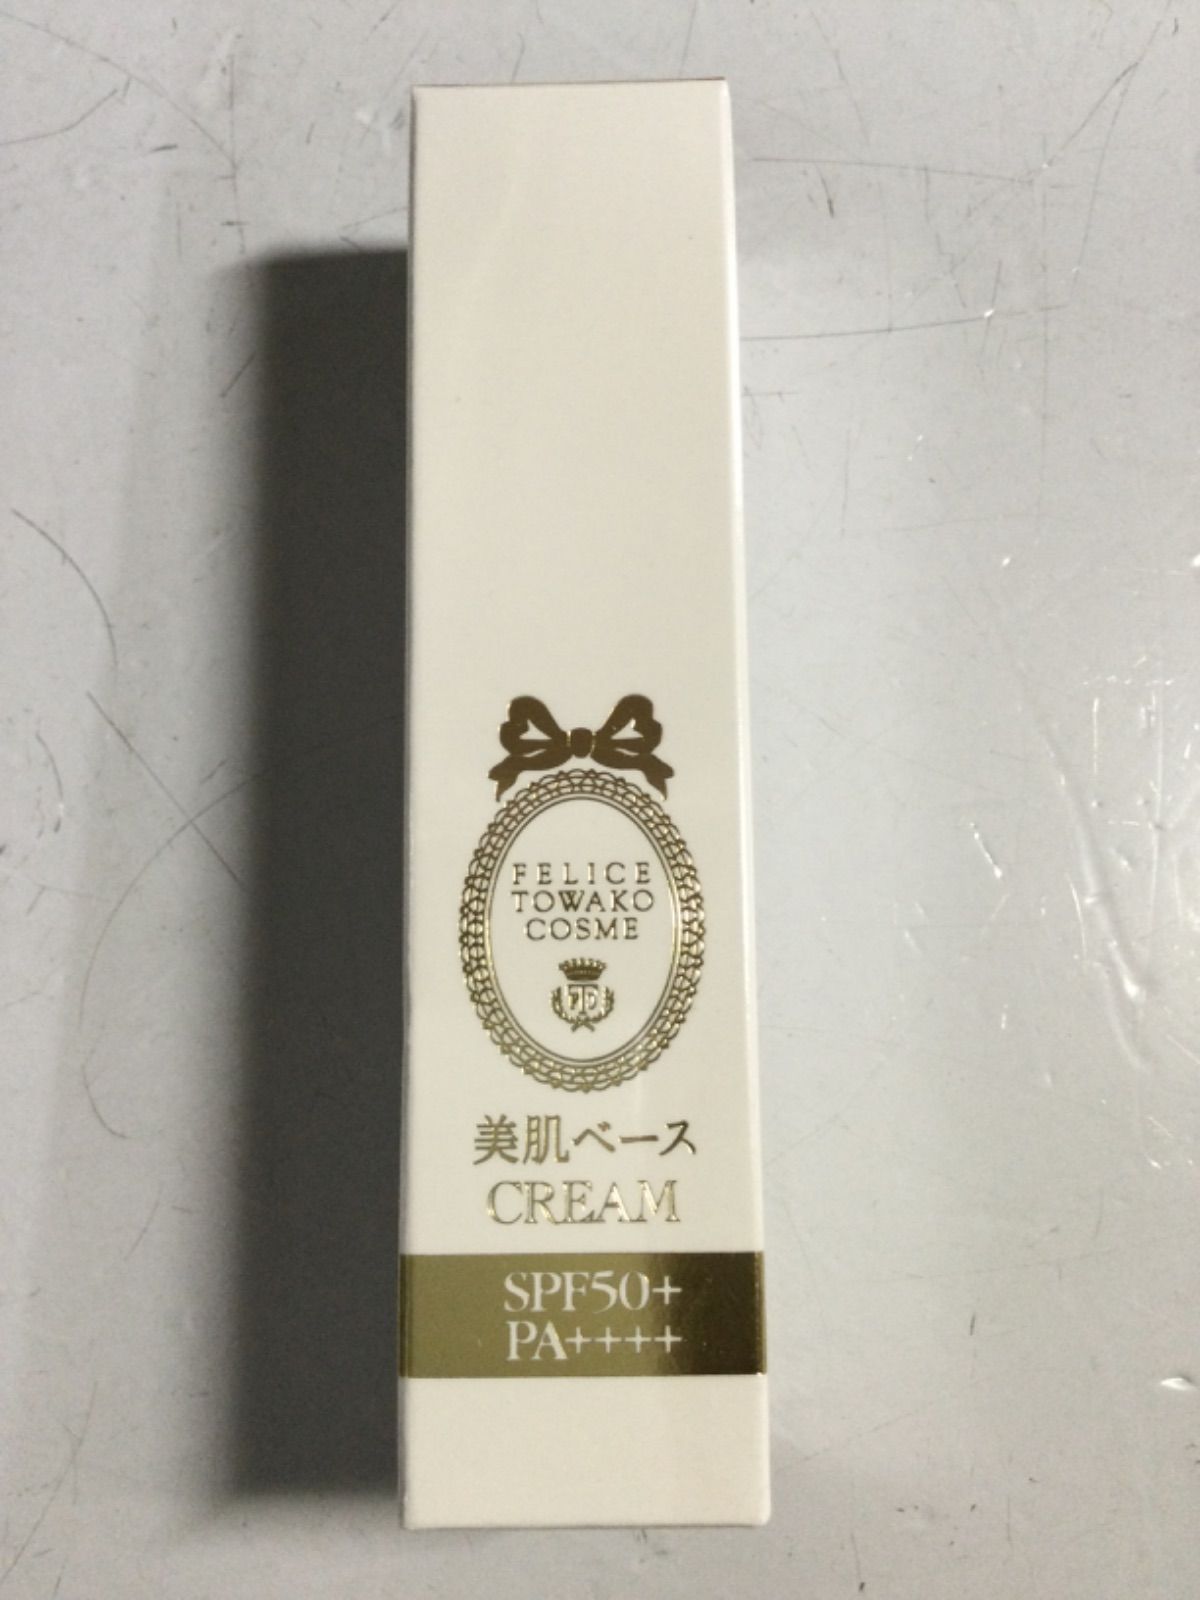 FELICE
TOWAKO
COSME
美肌ベース
CREAM
SPF50+
PA++++